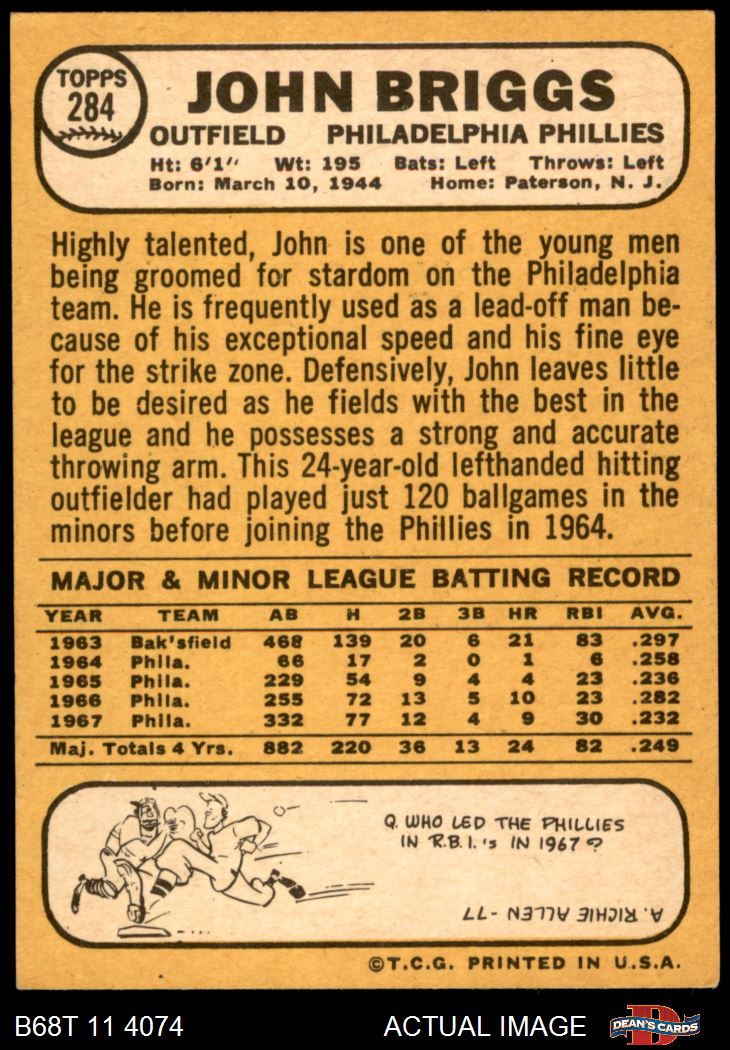 TOPPS
284
JOHN BRIGGS
OUTFIELD PHILADELPHIA PHILLIES
Ht: 6'1" Wt: 195 Bats: Left Throws: Left
Born: March 10, 1944 Home: Paterson, N. J.
Highly talented, John is one of the young men
being groomed for stardom on the Philadelphia
team. He is frequently used as a lead-off man be-
cause of his exceptional speed and his fine eye
for the strike zone. Defensively, John leaves little
to be desired as he fields with the best in the
league and he possesses a strong and accurate
throwing arm. This 24-year-old lefthanded hitting
outfielder had played just 120 ballgames in the
minors before joining the Phillies in 1964.
MAJOR & MINOR LEAGUE BATTING RECORD
YEAR TEAM AB H 2B 3B HR RBI AVG.
1963 Bak'sfield 468 139 20 6 21 83 .297
1964 Phila. 66 17 2 0 1 6 .258
1965 Phila. 229 54 9 4 4 23 .236
1966 Phila. 255 72 13 5 10 23 .282
1967 Phila. 332 77 12 4 9 30 .232
Maj. Totals 4 Yrs. 882 220 36 13 24 82 .249
Q. WHO LED THE PHILLIES
IN R.B.I.'s IN 1967?
A. RICHIE ALLEN - 77
©T.C.G. PRINTED IN U.S.A.
B68T 11 4074 ACTUAL IMAGE
D
DEAN'S CARDS